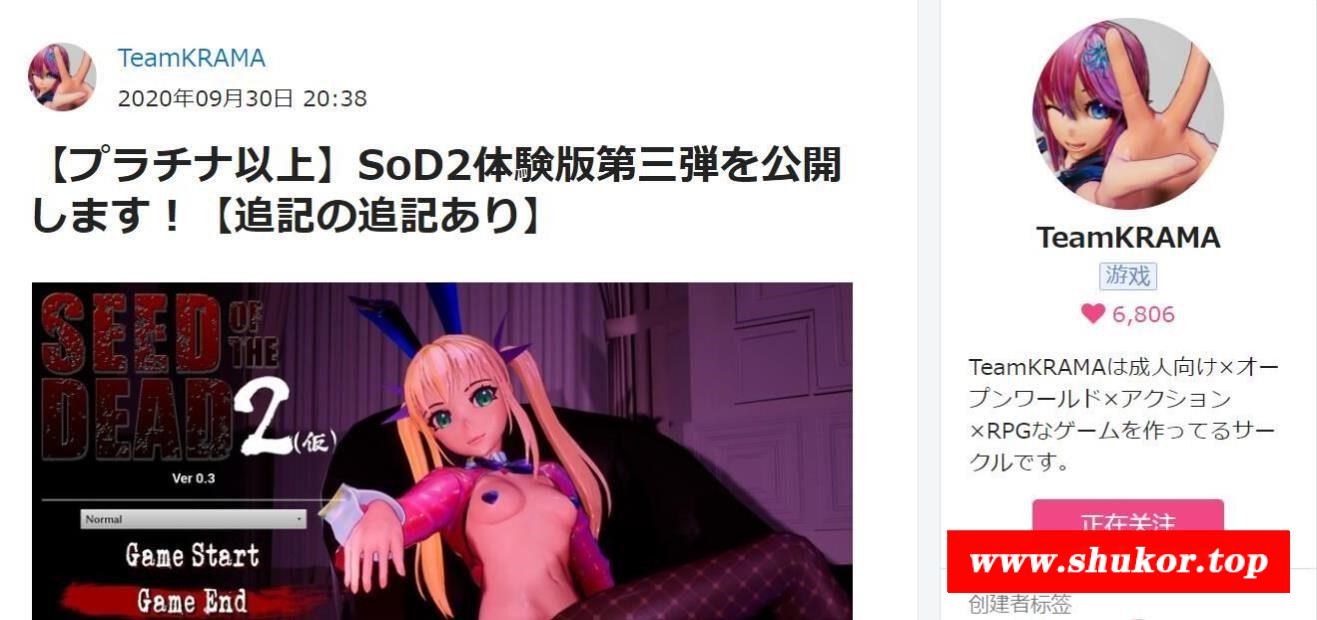 TeamKRAMA
2020年09月30日 20:38
【プラチナ以上】SoD2体験版第三弾を公開
します！【追記の追記あり】
SEED OF THE
DEAD 2(仮)
Ver 0.3
Normal
Game Start
Game End
TeamKRAMA
游戏
6,806
TeamKRAMAは成人向け×オー
プンワールド×アクション
×RPGなゲームを作ってるサー
クルです。
正在关注
www.shukor.top
创建者标签